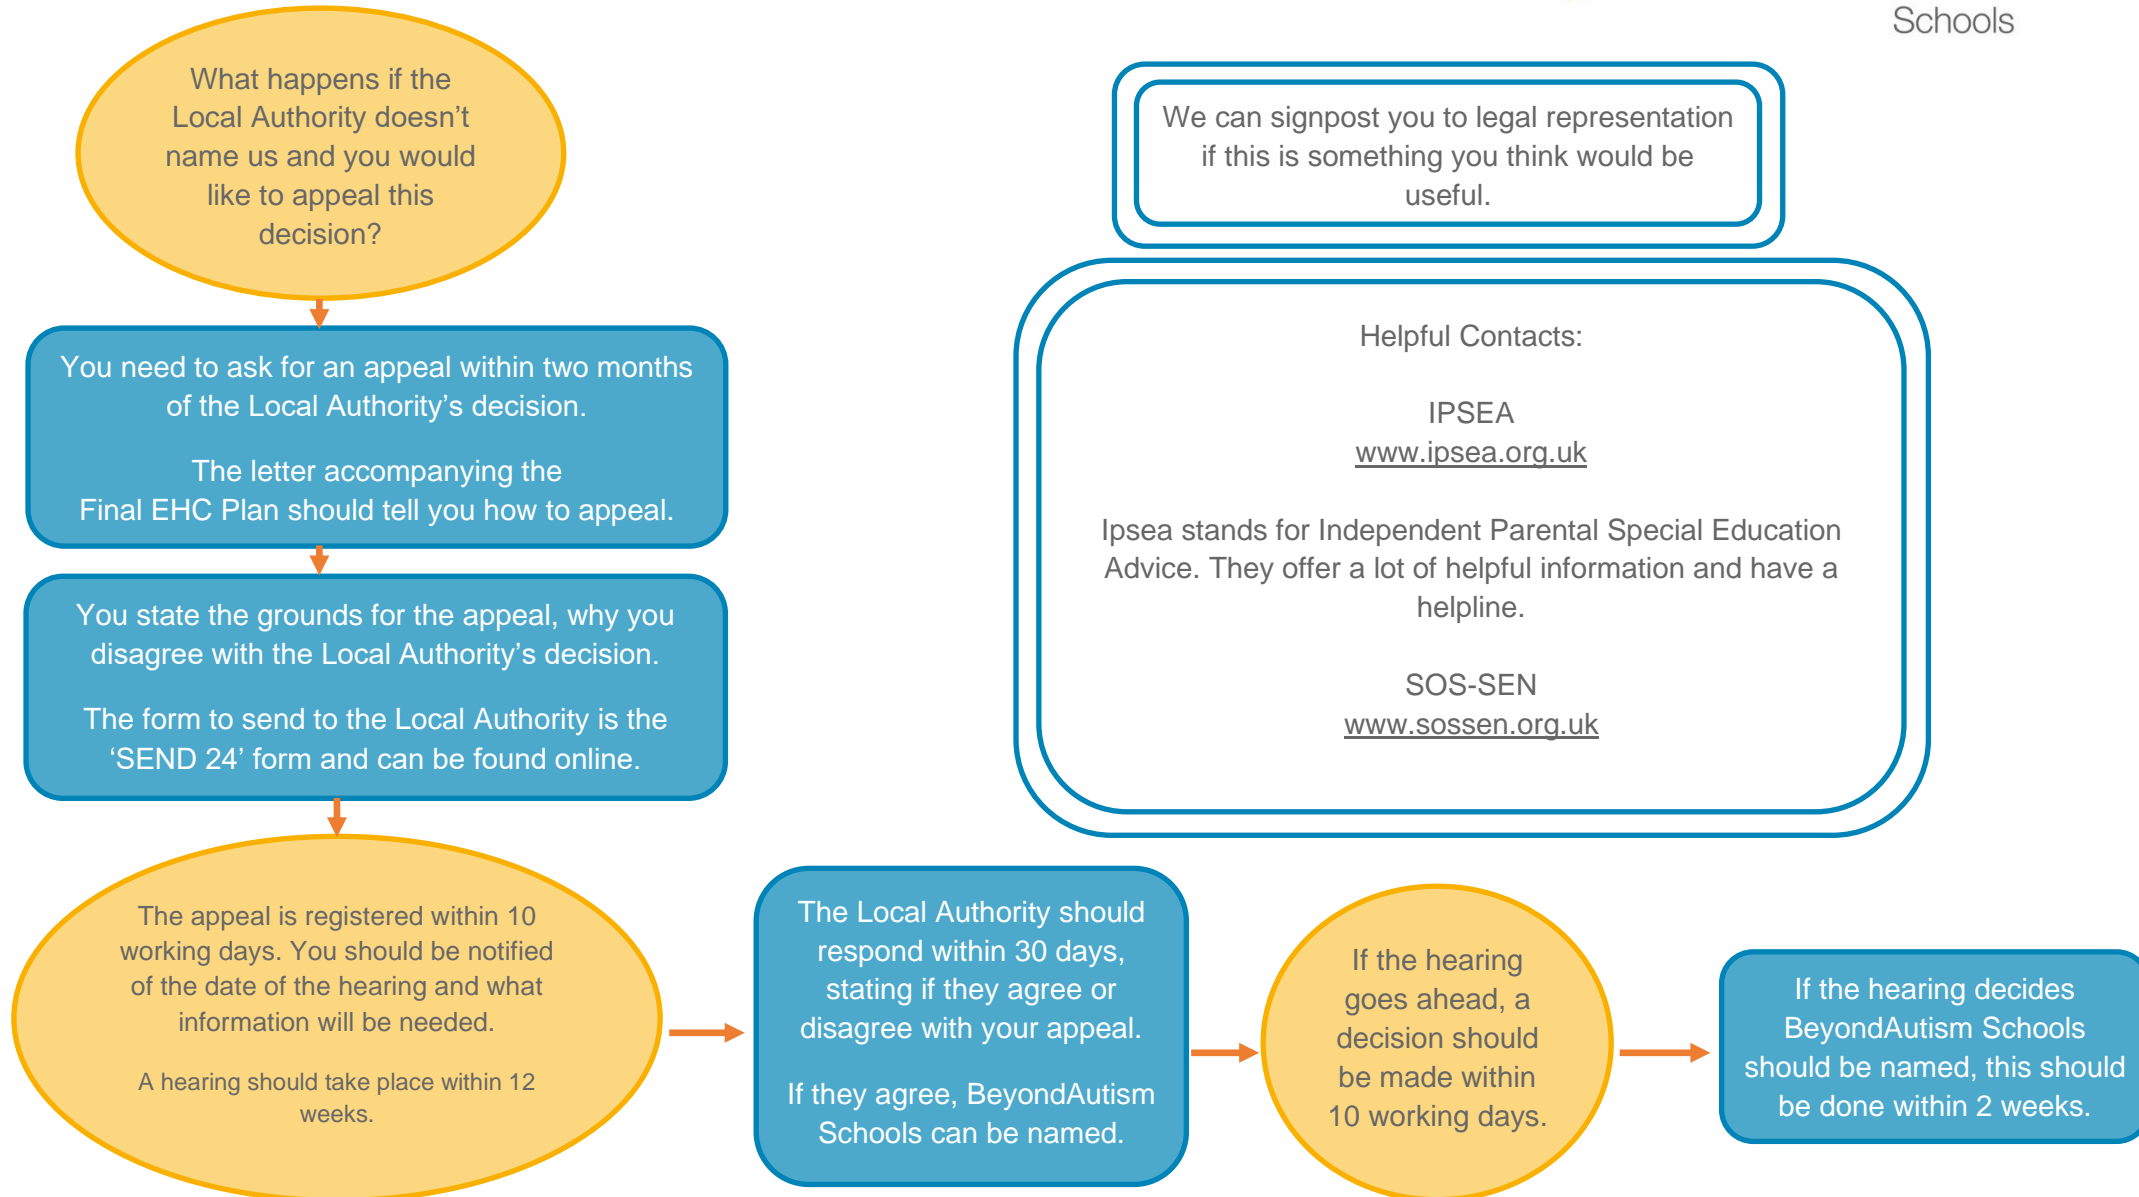 Schools
What happens if the
Local Authority doesn’t
name us and you would
like to appeal this
decision?
We can signpost you to legal representation
if this is something you think would be
useful.
You need to ask for an appeal within two months
of the Local Authority’s decision.
The letter accompanying the
Final EHC Plan should tell you how to appeal.
You state the grounds for the appeal, why you
disagree with the Local Authority’s decision.
The form to send to the Local Authority is the
‘SEND 24’ form and can be found online.
Helpful Contacts:
IPSEA
www.ipsea.org.uk
Ipsea stands for Independent Parental Special Education
Advice. They offer a lot of helpful information and have a
helpline.
SOS-SEN
www.sossen.org.uk
The appeal is registered within 10
working days. You should be notified
of the date of the hearing and what
information will be needed.
A hearing should take place within 12
weeks.
The Local Authority should
respond within 30 days,
stating if they agree or
disagree with your appeal.
If they agree, BeyondAutism
Schools can be named.
If the hearing
goes ahead, a
decision should
be made within
10 working days.
If the hearing decides
BeyondAutism Schools
should be named, this should
be done within 2 weeks.